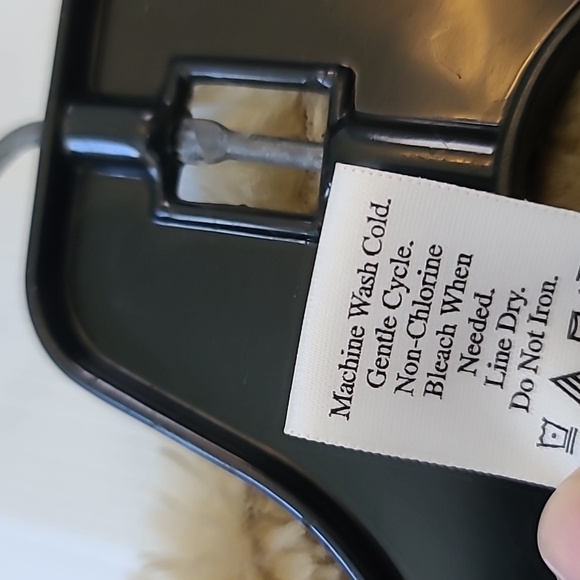 Machine Wash Cold.
Gentle Cycle.
Non-Chlorine
Bleach When
Needed.
Line Dry.
Do Not Iron.